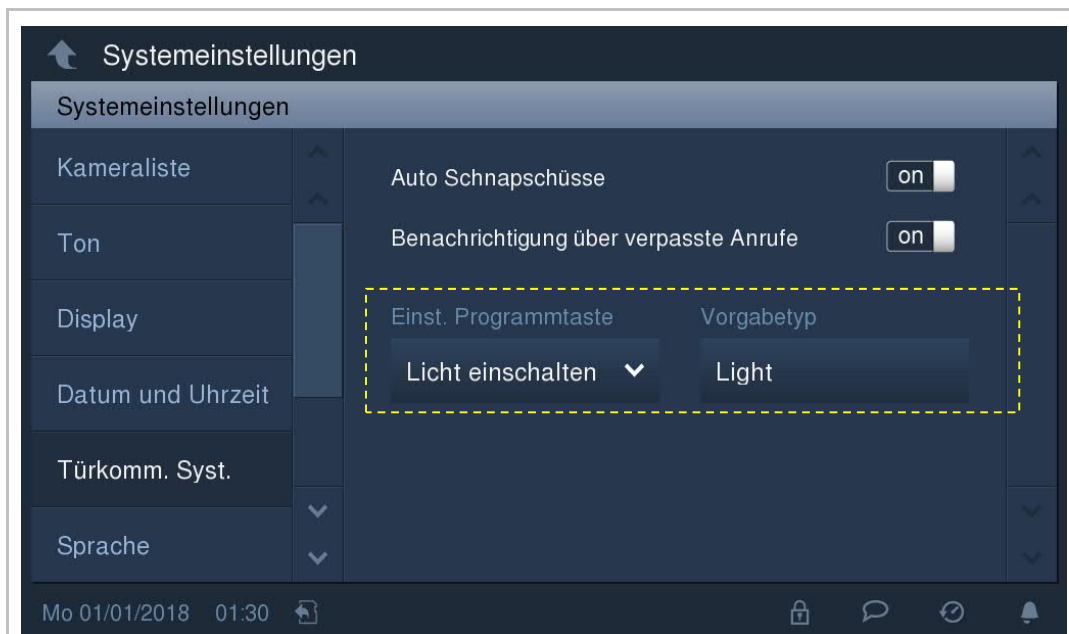 Systemeinstellungen
Systemeinstellungen
Kameraliste
Ton
Display
Datum und Uhrzeit
Türkomm. Syst.
Sprache
Auto Schnapschüsse on
Benachrichtigung über verpasste Anrufe on
Einst. Programmtaste Vorgabetyp
Licht einschalten Light
Mo 01/01/2018 01:30